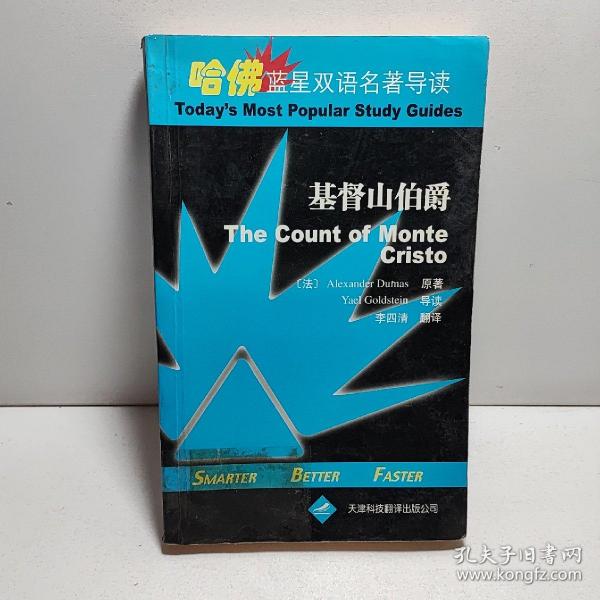 哈佛蓝星双语名著导读
Today's Most Popular Study Guides
基督山伯爵
The Count of Monte
Cristo
〔法〕 Alexander Dumas 原著
Yael Goldstein 导读
李四清 翻译
SMARTER BETTER FASTER
天津科技翻译出版公司
孔夫子旧书网
www.kongfz.com